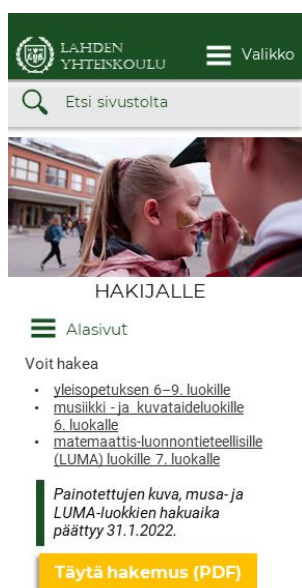 LAHDEN
YHTEISKOULU
Valikko
Etsi sivustolta
HAKIJALLE
Alasivut
Voit hakea
• yleisopetuksen 6–9. luokille
• musiikki - ja kuvataideluokille
6. luokalle
• matemaattis-luonnontieteellisille
(LUMA) luokille 7. luokalle
Painotettujen kuva, musa- ja
LUMA-luokkien hakuaika
päättyy 31.1.2022.
Täytä hakemus (PDF)